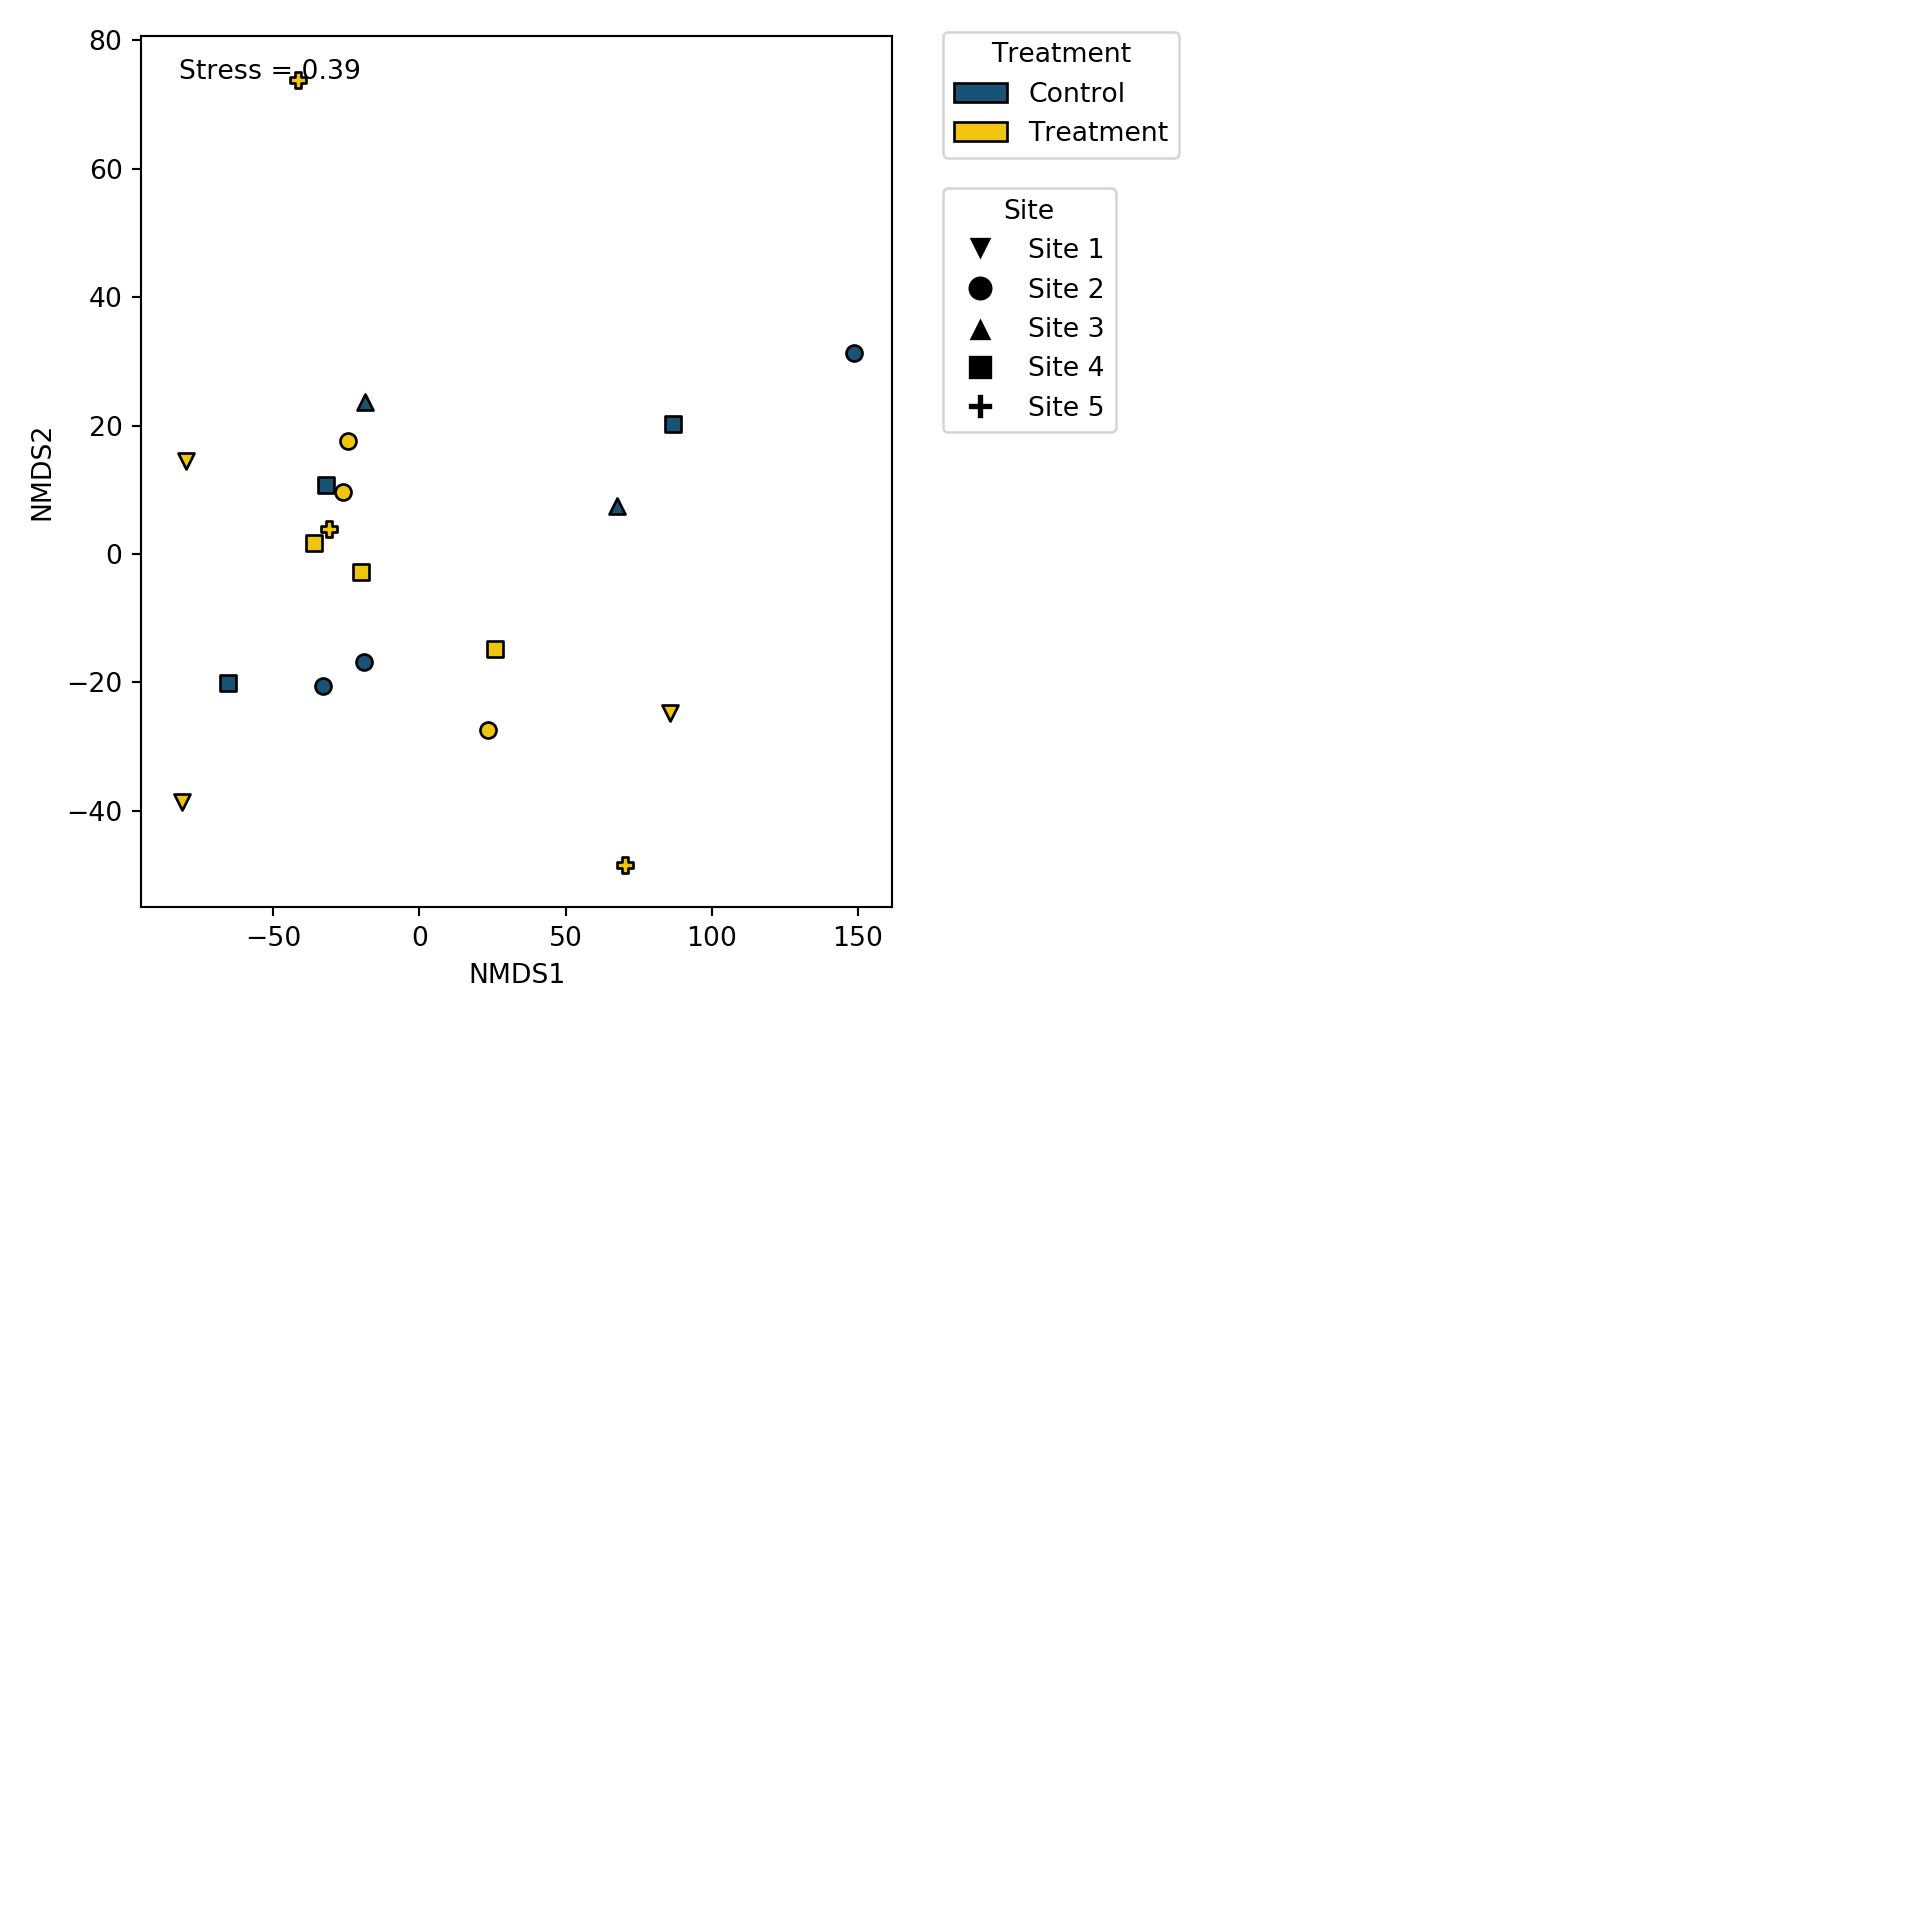 80
Stress = 0.39
60
40
20
0
−20
−40
NMDS2
−50
0
50
100
150
NMDS1
Treatment
Control
Treatment
Site
Site 1
Site 2
Site 3
Site 4
Site 5